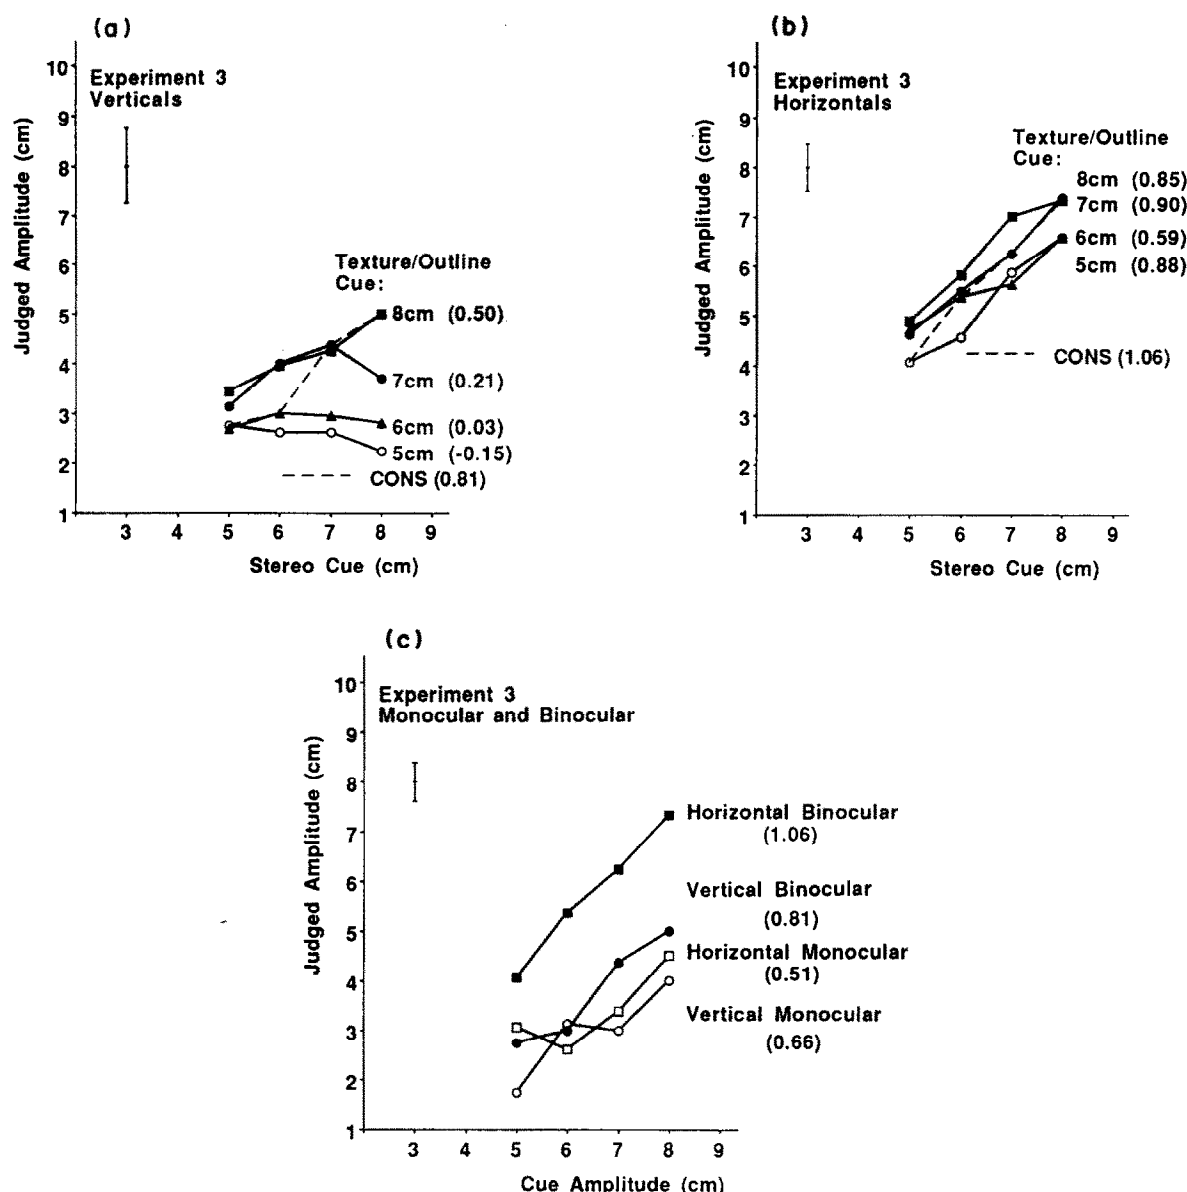 (a)
Experiment 3
Verticals
Judged Amplitude (cm)
10
9
8
7
6
5
4
3
2
1
Texture/Outline
Cue:
8cm (0.50)
7cm (0.21)
6cm (0.03)
5cm (-0.15)
CONS (0.81)
3 4 5 6 7 8 9
Stereo Cue (cm)
(b)
Experiment 3
Horizontals
Judged Amplitude (cm)
10
9
8
7
6
5
4
3
2
1
Texture/Outline
Cue:
8cm (0.85)
7cm (0.90)
6cm (0.59)
5cm (0.88)
CONS (1.06)
3 4 5 6 7 8 9
Stereo Cue (cm)
(c)
Experiment 3
Monocular and Binocular
Judged Amplitude (cm)
10
9
8
7
6
5
4
3
2
1
Horizontal Binocular
(1.06)
Vertical Binocular
(0.81)
Horizontal Monocular
(0.51)
Vertical Monocular
(0.66)
3 4 5 6 7 8 9
Cue Amplitude (cm)